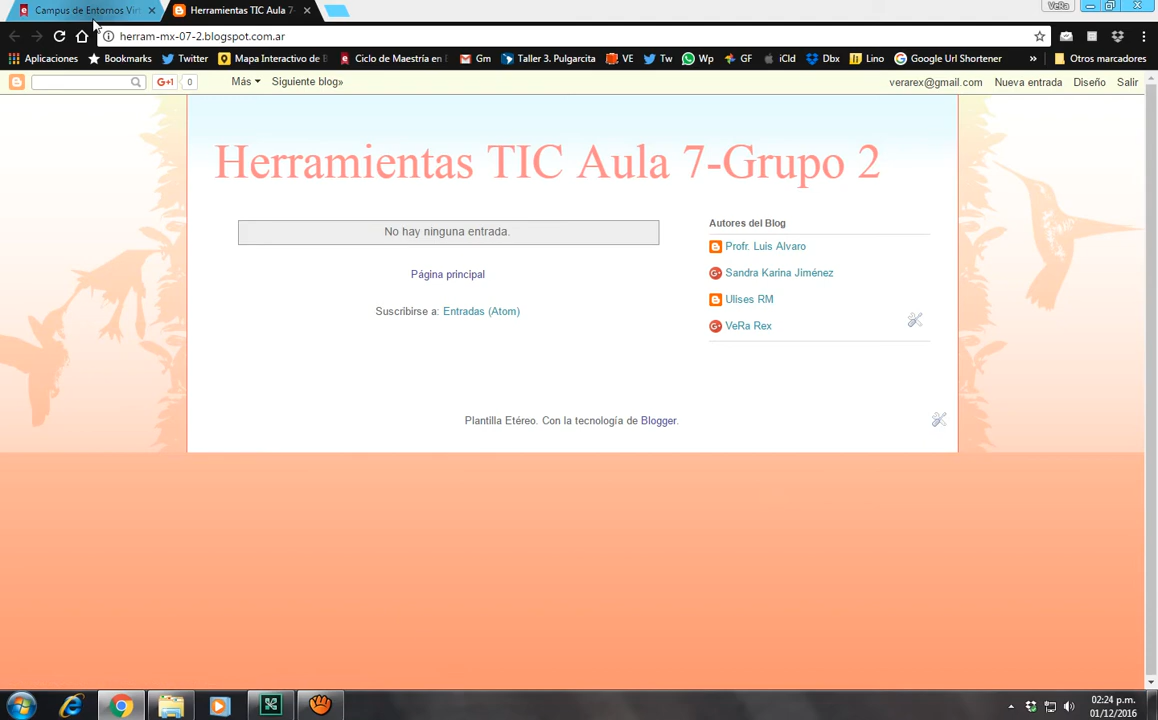 Campus de Entornos Virt
Herramientas TIC Aula 7-
VeRa
herram-mx-07-2.blogspot.com.ar
Aplicaciones Bookmarks Twitter Mapa Interactivo de B Ciclo de Maestría en E Gm Taller 3. Pulgarcita VE Tw Wp GF iCld Dbx Lino Google Url Shortener » Otros marcadores
G+1 0 Más Siguiente blog» verarex@gmail.com Nueva entrada Diseño Salir
Herramientas TIC Aula 7-Grupo 2
No hay ninguna entrada.
Página principal
Suscribirse a: Entradas (Atom)
Autores del Blog
Profr. Luis Alvaro
Sandra Karina Jiménez
Ulises RM
VeRa Rex
Plantilla Etéreo. Con la tecnología de Blogger.
02:24 p.m.
01/12/2016